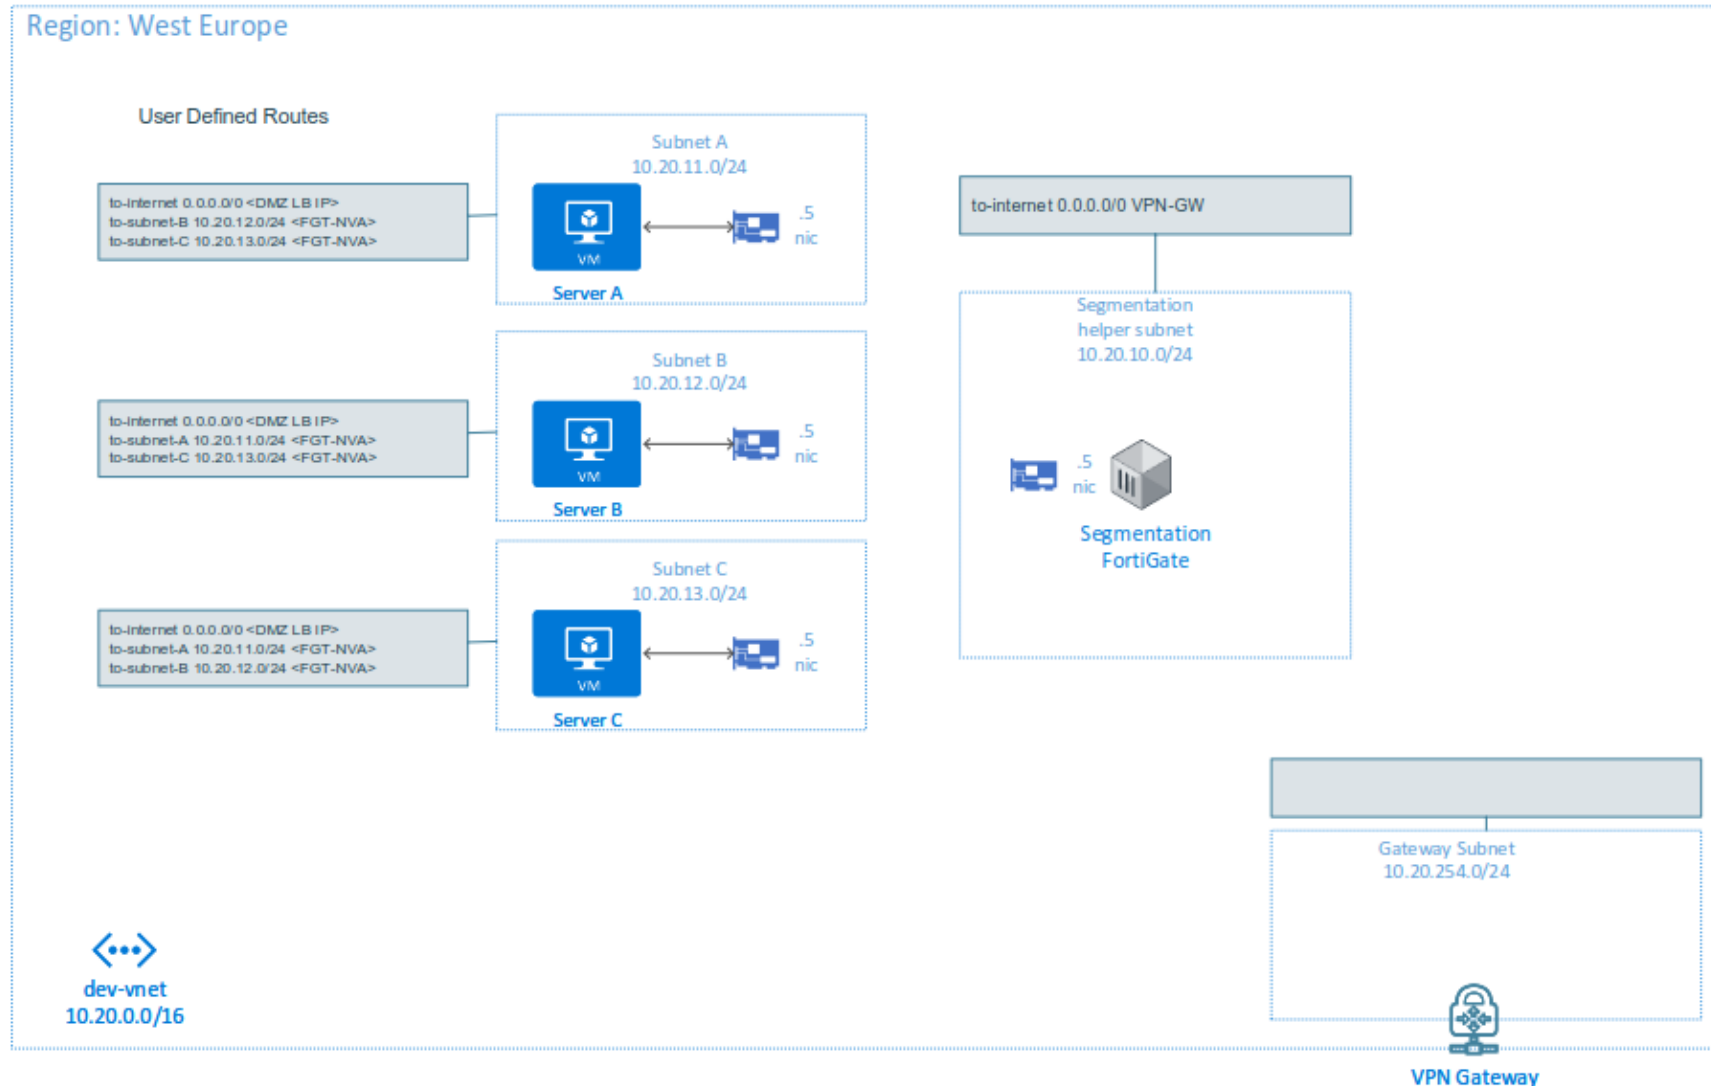 Region: West Europe
User Defined Routes
to-internet 0.0.0.0/0 <DMZ LB IP>
to-subnet-B 10.20.12.0/24 <FGT-NVA>
to-subnet-C 10.20.13.0/24 <FGT-NVA>
Subnet A
10.20.11.0/24
VM
.5
nic
Server A
to-internet 0.0.0.0/0 VPN-GW
Segmentation
helper subnet
10.20.10.0/24
.5
nic
Segmentation
FortiGate
to-internet 0.0.0.0/0 <DMZ LB IP>
to-subnet-A 10.20.11.0/24 <FGT-NVA>
to-subnet-C 10.20.13.0/24 <FGT-NVA>
Subnet B
10.20.12.0/24
VM
.5
nic
Server B
to-internet 0.0.0.0/0 <DMZ LB IP>
to-subnet-A 10.20.11.0/24 <FGT-NVA>
to-subnet-B 10.20.12.0/24 <FGT-NVA>
Subnet C
10.20.13.0/24
VM
.5
nic
Server C
Gateway Subnet
10.20.254.0/24
dev-vnet
10.20.0.0/16
VPN Gateway